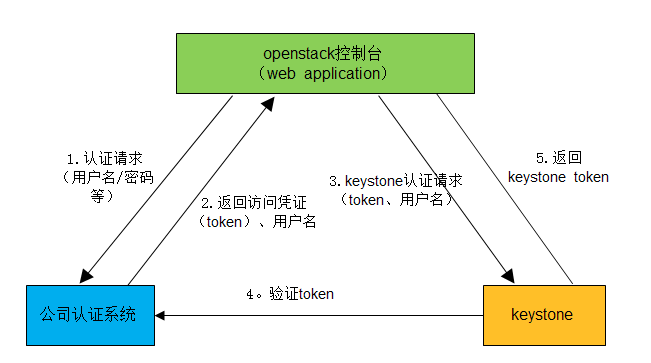 openstack控制台
（web application）
1.认证请求
（用户名/密码
等）
2.返回访问凭证
（token）、用户名
3.keystone认证请求
（token、用户名）
5.返回
keystone token
4。验证token
公司认证系统
keystone